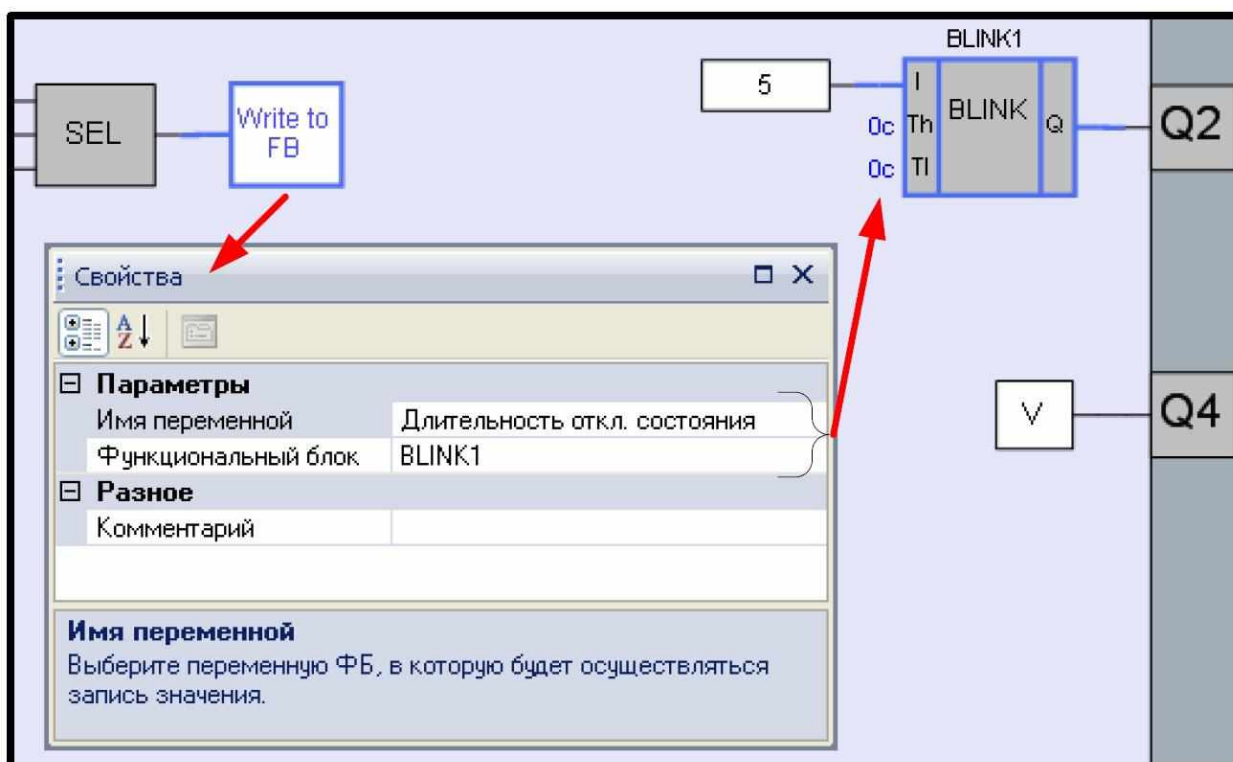 BLINK1
5
I
BLINK
Q
Q2
0c
Th
0c
Tl
SEL
Write to
FB
Свойства
A
Z
Параметры
Имя переменной Длительность откл. состояния
Функциональный блок BLINK1
Разное
Комментарий
V
Q4
Имя переменной
Выберите переменную ФБ, в которую будет осуществляться
запись значения.